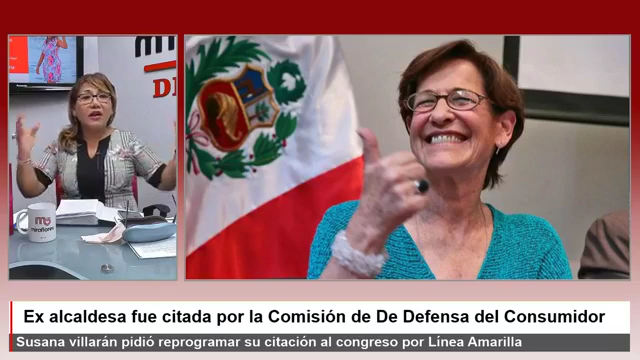 miraflores
Ex alcaldesa fue citada por la Comisión de De Defensa del Consumidor
Susana villarán pidió reprogramar su citación al congreso por Línea Amarilla